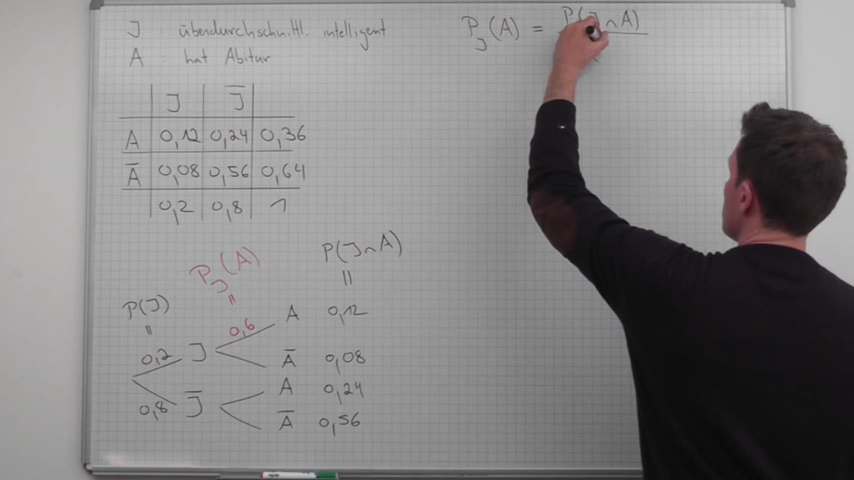 J überdurchschnittl. intelligent
A hat Abitur
J J̅
A 0,12 0,24 0,36
A̅ 0,08 0,56 0,64
0,2 0,8 1
P_J(A) = P(J∩A)
P(J) P_J(A) P(J∩A)
= = =
0,2 J 0,6 A 0,12
A̅ 0,08
0,8 J̅ A 0,24
A̅ 0,56